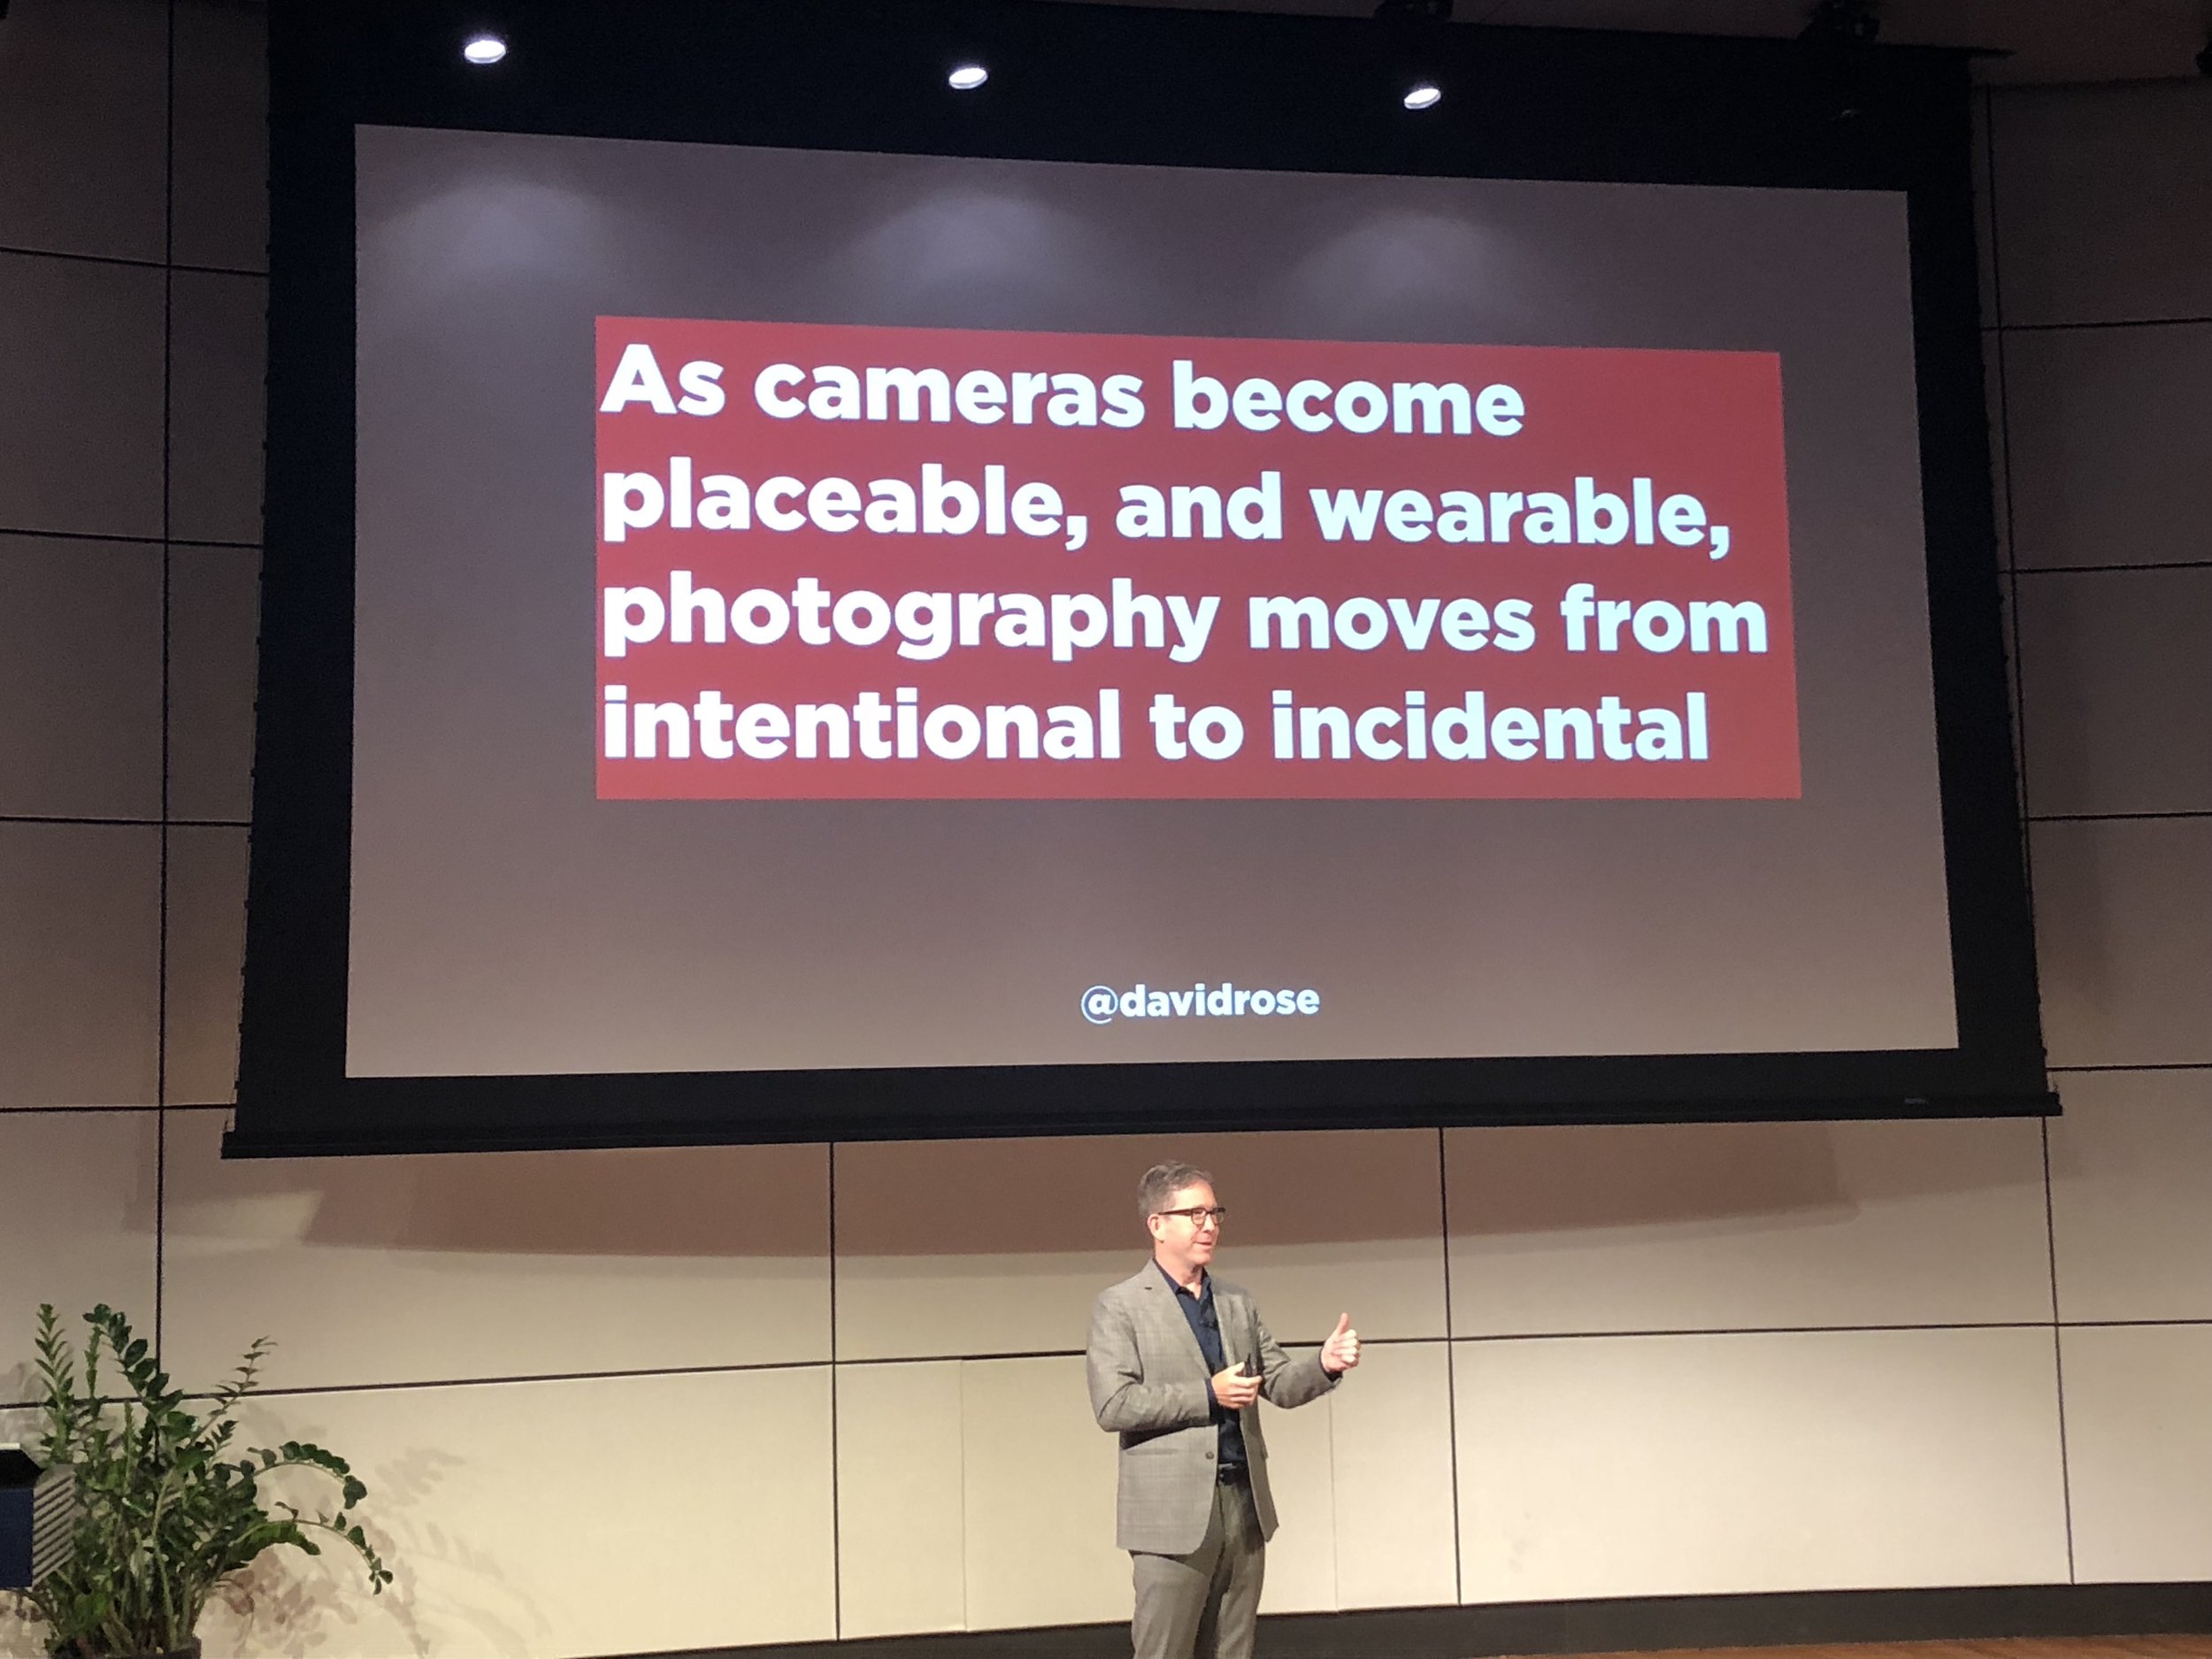 As cameras become
placeable, and wearable,
photography moves from
intentional to incidental
@davidrose